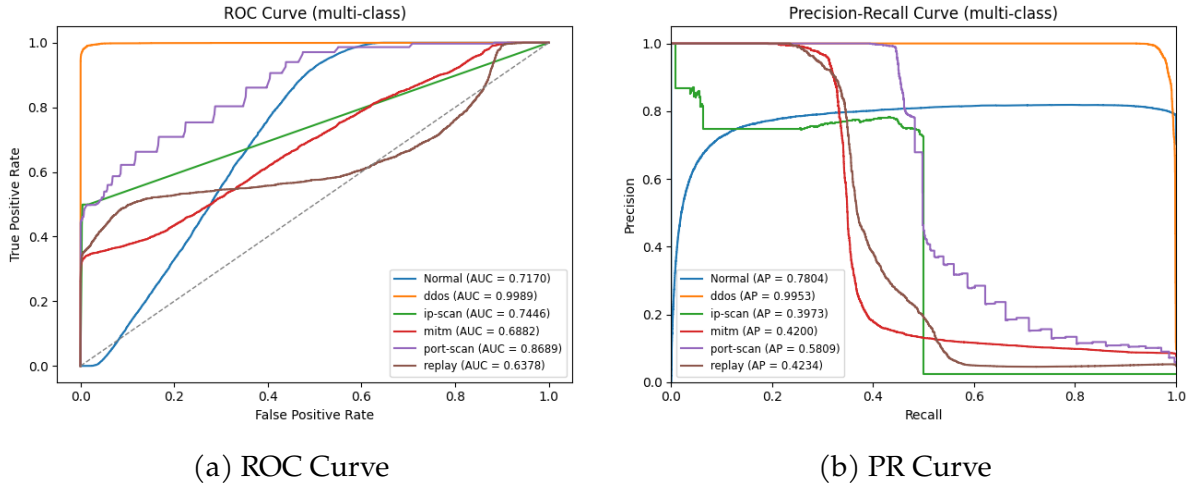 ROC Curve (multi-class)
True Positive Rate
1.0
0.8
0.6
0.4
0.2
0.0
Normal (AUC = 0.7170)
ddos (AUC = 0.9989)
ip-scan (AUC = 0.7446)
mitm (AUC = 0.6882)
port-scan (AUC = 0.8689)
replay (AUC = 0.6378)
0.0 0.2 0.4 0.6 0.8 1.0
False Positive Rate
(a) ROC Curve
Precision-Recall Curve (multi-class)
Precision
1.0
0.8
0.6
0.4
0.2
0.0
Normal (AP = 0.7804)
ddos (AP = 0.9953)
ip-scan (AP = 0.3973)
mitm (AP = 0.4200)
port-scan (AP = 0.5809)
replay (AP = 0.4234)
0.0 0.2 0.4 0.6 0.8 1.0
Recall
(b) PR Curve